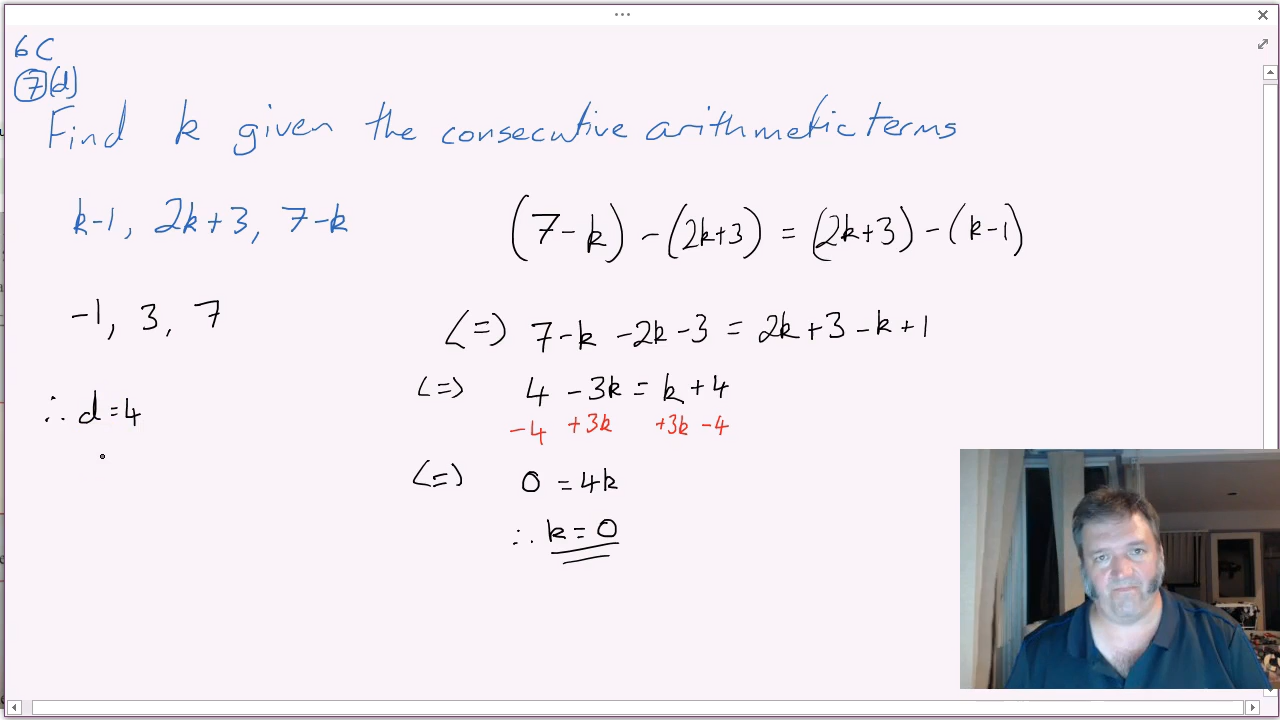 6C
7(d)
Find k given the consecutive arithmetic terms
k-1, 2k+3, 7-k
(7-k) - (2k+3) = (2k+3) - (k-1)
-1, 3, 7
(=) 7-k -2k -3 = 2k+3 -k +1
(=) 4 -3k = k +4
-4 +3k +3k -4
∴ d=4
(=) 0 = 4k
∴ k = 0